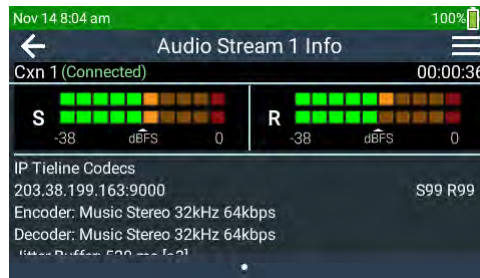 Nov 14 8:04 am 100%
Audio Stream 1 Info
Cxn 1 (Connected) 00:00:36
S R
-38 dBFS 0 -38 dBFS 0
IP Tieline Codecs
203.38.199.163:9000 S99 R99
Encoder: Music Stereo 32kHz 64kbps
Decoder: Music Stereo 32kHz 64kbps